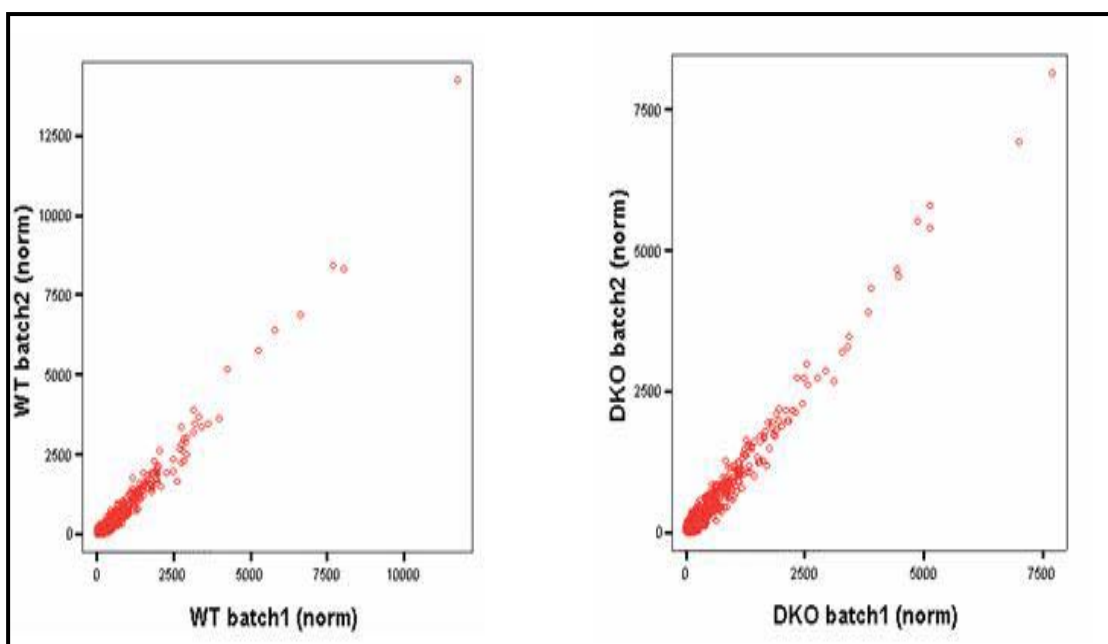 12500
10000
7500
5000
2500
0
WT batch2 (norm)
0 2500 5000 7500 10000
WT batch1 (norm)
7500
5000
2500
0
DKO batch2 (norm)
0 2500 5000 7500
DKO batch1 (norm)